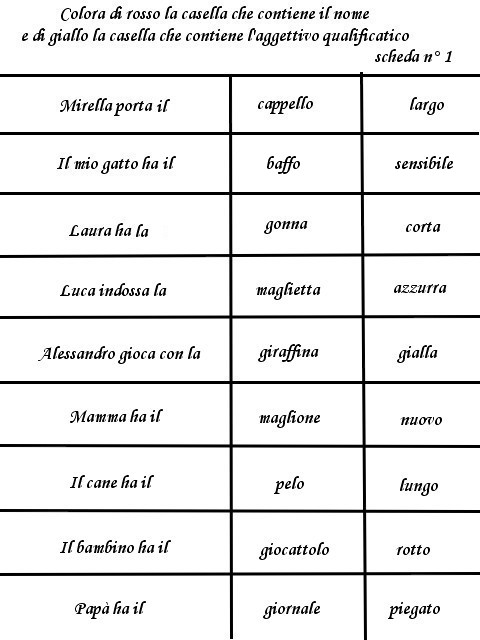 Colora di rosso la casella che contiene il nome
e di giallo la casella che contiene l'aggettivo qualificatico
scheda n° 1
Mirella porta il cappello largo
Il mio gatto ha il baffo sensibile
Laura ha la gonna corta
Luca indossa la maglietta azzurra
Alessandro gioca con la giraffina gialla
Mamma ha il maglione nuovo
Il cane ha il pelo lungo
Il bambino ha il giocattolo rotto
Papà ha il giornale piegato